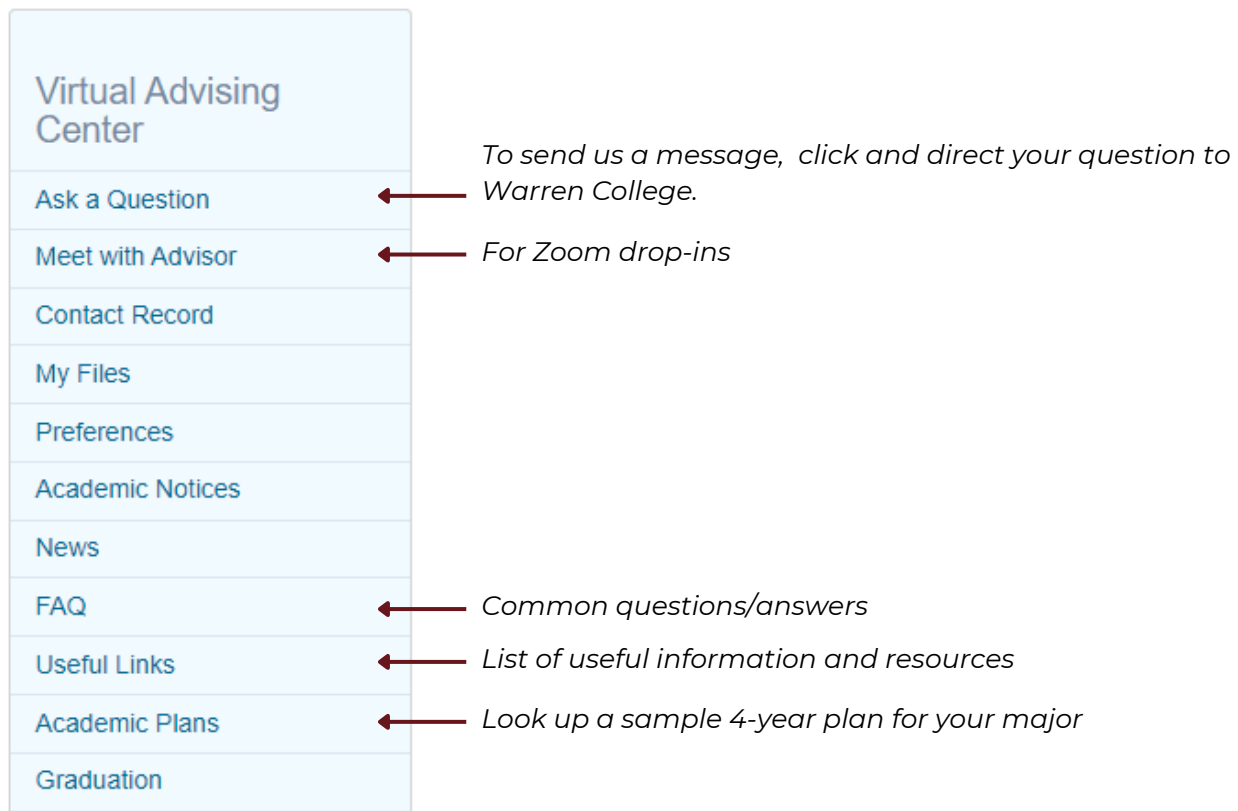 Virtual Advising
Center
Ask a Question
To send us a message, click and direct your question to
Warren College.
Meet with Advisor
For Zoom drop-ins
Contact Record
My Files
Preferences
Academic Notices
News
FAQ
Common questions/answers
Useful Links
List of useful information and resources
Academic Plans
Look up a sample 4-year plan for your major
Graduation